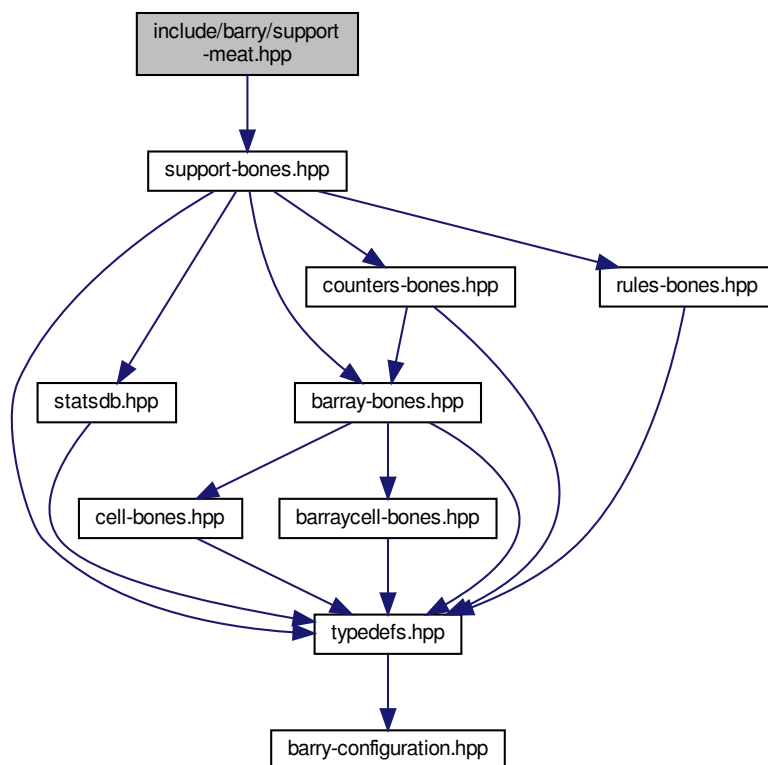 include/barry/support
-meat.hpp
support-bones.hpp
counters-bones.hpp
rules-bones.hpp
statsdb.hpp
barray-bones.hpp
cell-bones.hpp
barraycell-bones.hpp
typedefs.hpp
barry-configuration.hpp